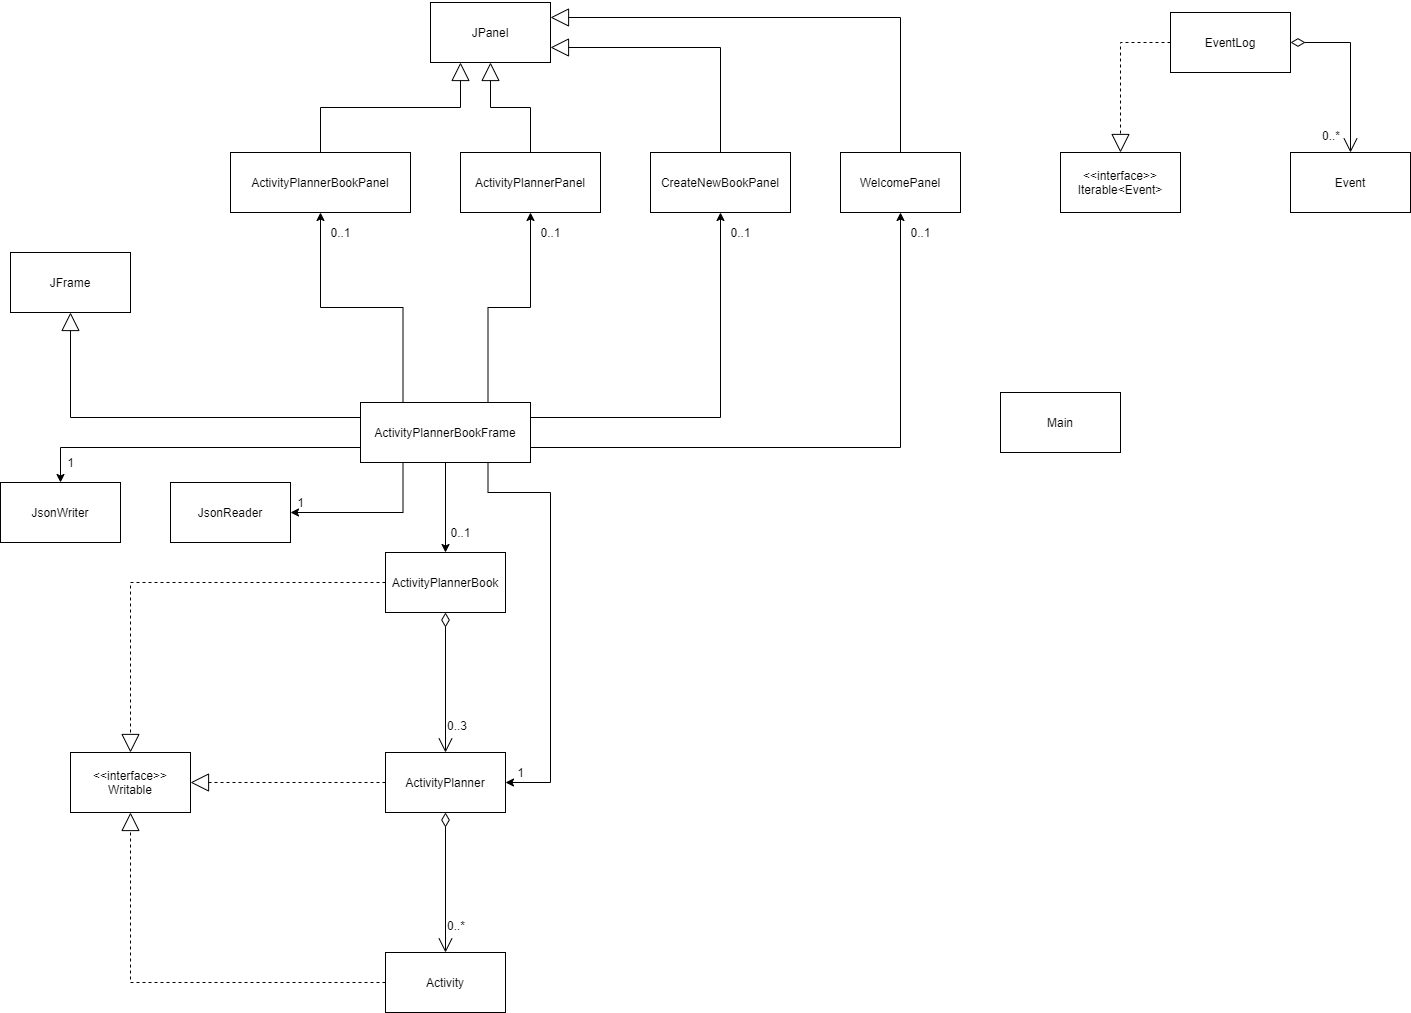 JPanel
EventLog
0..*
ActivityPlannerBookPanel
ActivityPlannerPanel
CreateNewBookPanel
WelcomePanel
<<interface>>
Iterable<Event>
Event
0..1
0..1
0..1
0..1
JFrame
ActivityPlannerBookFrame
Main
1
JsonWriter
JsonReader
1
0..1
ActivityPlannerBook
0..3
<<interface>>
Writable
ActivityPlanner
1
0..*
Activity